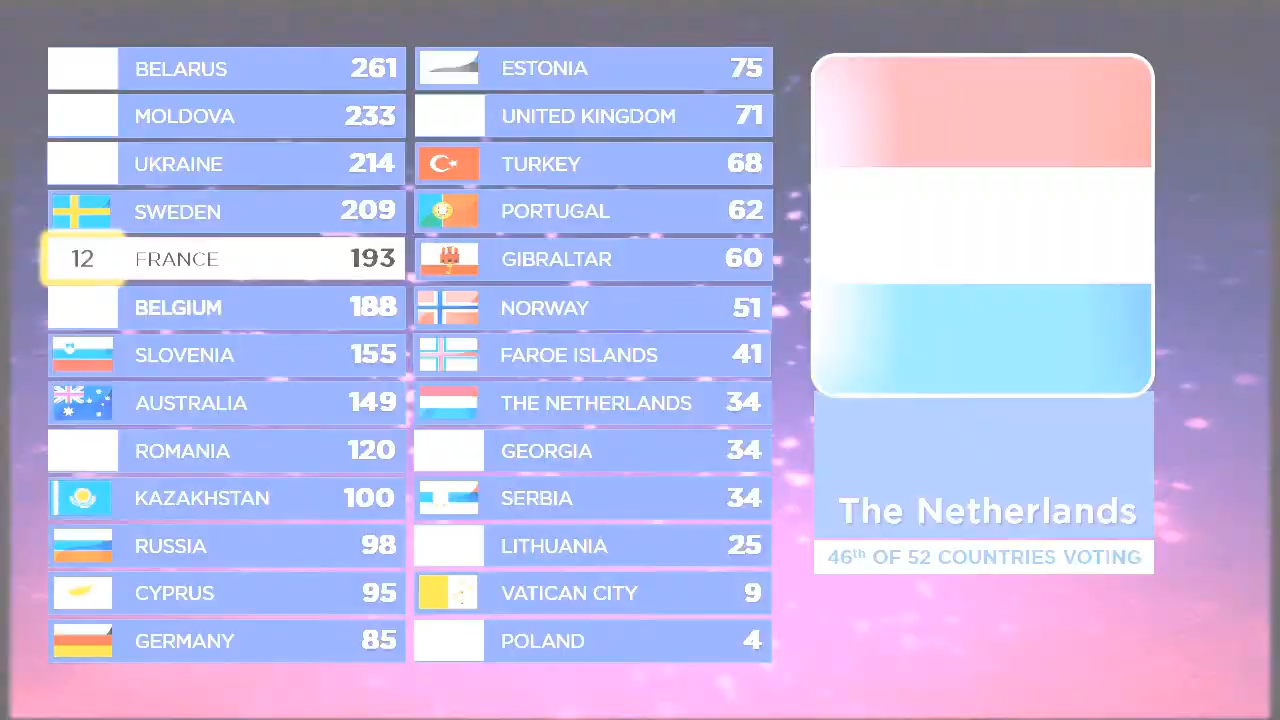 BELARUS 261
MOLDOVA 233
UKRAINE 214
SWEDEN 209
12 FRANCE 193
BELGIUM 188
SLOVENIA 155
AUSTRALIA 149
ROMANIA 120
KAZAKHSTAN 100
RUSSIA 98
CYPRUS 95
GERMANY 85
ESTONIA 75
UNITED KINGDOM 71
TURKEY 68
PORTUGAL 62
GIBRALTAR 60
NORWAY 51
FAROE ISLANDS 41
THE NETHERLANDS 34
GEORGIA 34
SERBIA 34
LITHUANIA 25
VATICAN CITY 9
POLAND 4
The Netherlands
46th OF 52 COUNTRIES VOTING